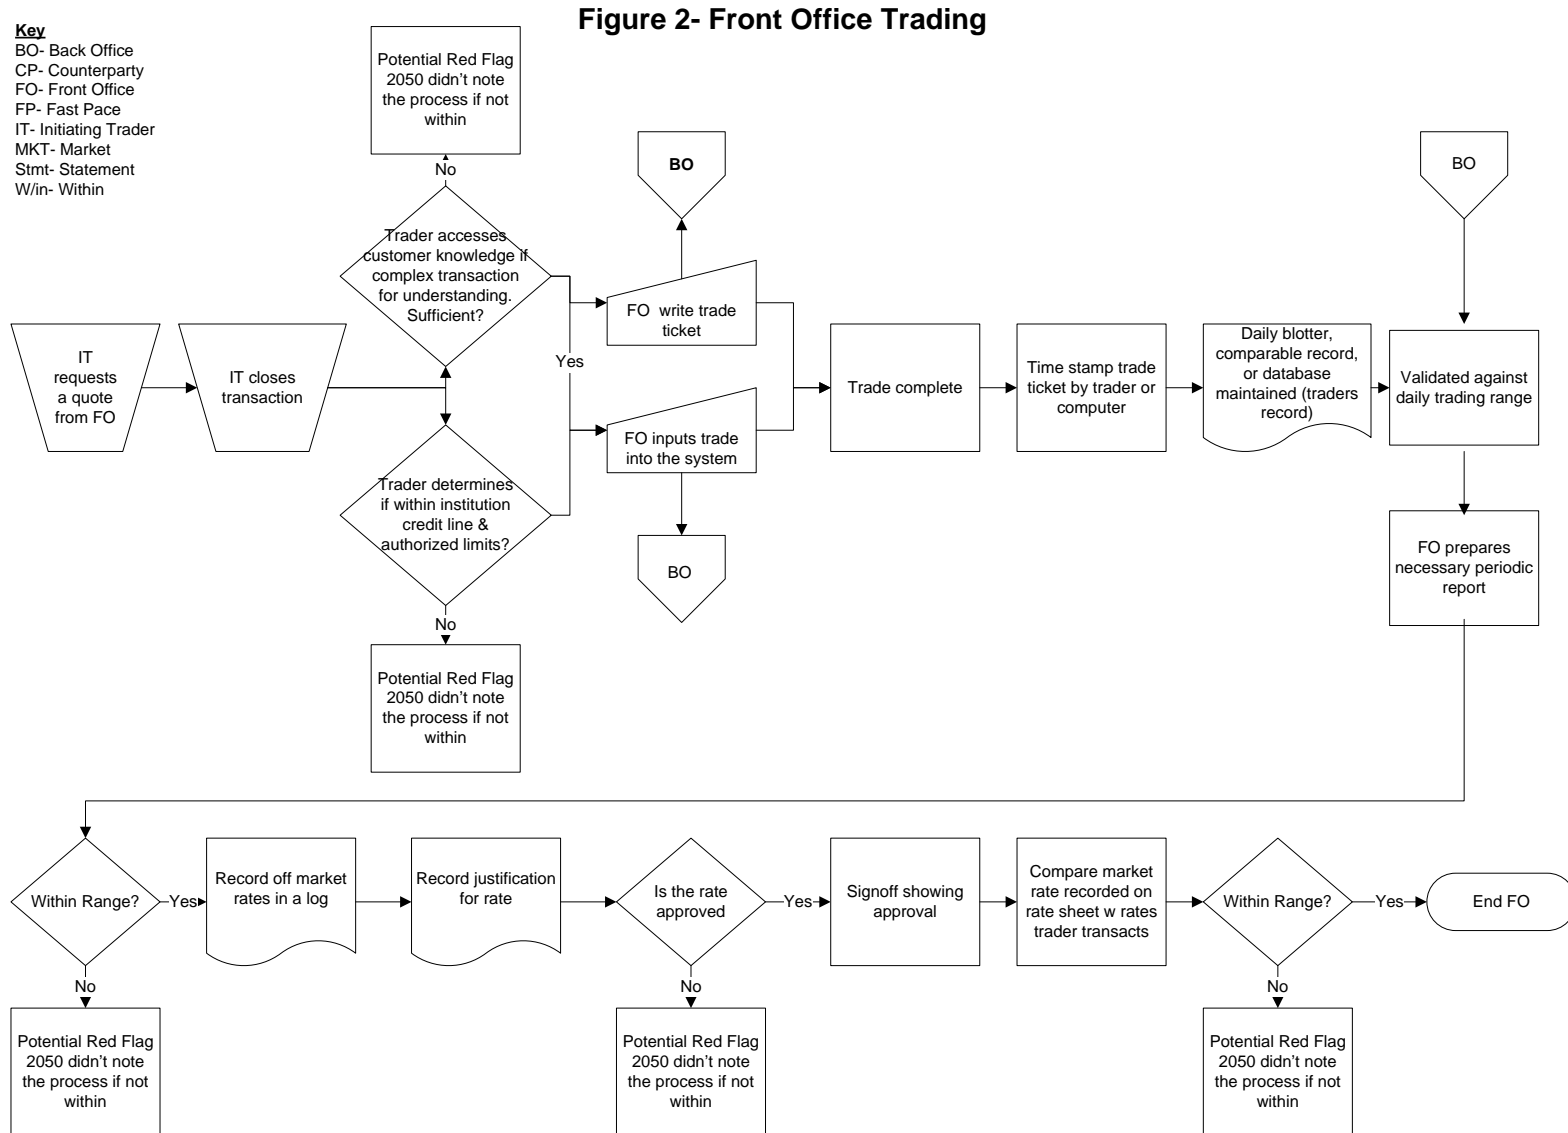 Figure 2- Front Office Trading
Key
BO- Back Office
CP- Counterparty
FO- Front Office
FP- Fast Pace
IT- Initiating Trader
MKT- Market
Stmt- Statement
W/in- Within
Potential Red Flag
2050 didn't note
the process if not
within
No
Trader accesses
customer knowledge if
complex transaction
for understanding.
Sufficient?
IT
requests
a quote
from FO
IT closes
transaction
Trader determines
if within institution
credit line &
authorized limits?
No
Potential Red Flag
2050 didn't note
the process if not
within
Yes
BO
FO write trade
ticket
FO inputs trade
into the system
BO
Trade complete
Time stamp trade
ticket by trader or
computer
Daily blotter,
comparable record,
or database
maintained (traders
record)
BO
Validated against
daily trading range
FO prepares
necessary periodic
report
Within Range?
Yes
No
Potential Red Flag
2050 didn't note
the process if not
within
Record off market
rates in a log
Record justification
for rate
Is the rate
approved
Yes
No
Potential Red Flag
2050 didn't note
the process if not
within
Signoff showing
approval
Compare market
rate recorded on
rate sheet w rates
trader transacts
Within Range?
Yes
No
Potential Red Flag
2050 didn't note
the process if not
within
End FO